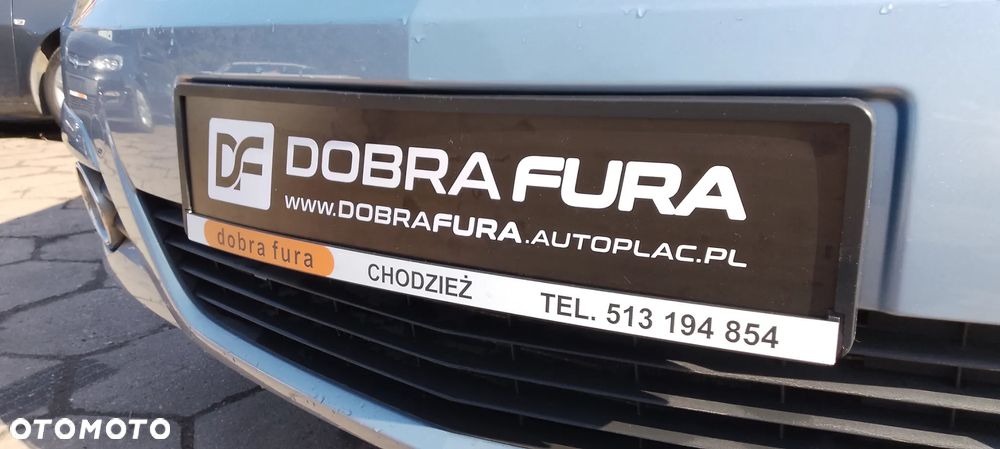 DF DOBRA FURA
www.DOBRAFURA.AUTOPLAC.PL
dobra fura CHODZIEŻ TEL. 513 194 854
OTOMOTO